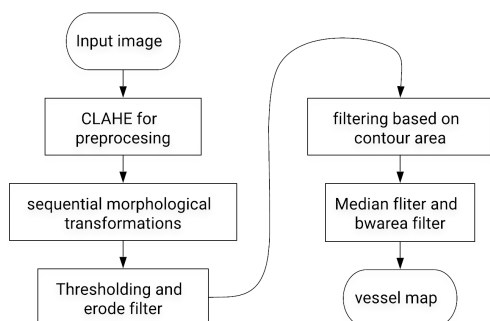 Input image
CLAHE for
preprocesing
sequential morphological
transformations
Thresholding and
erode filter
filtering based on
contour area
Median fliter and
bwarea filter
vessel map